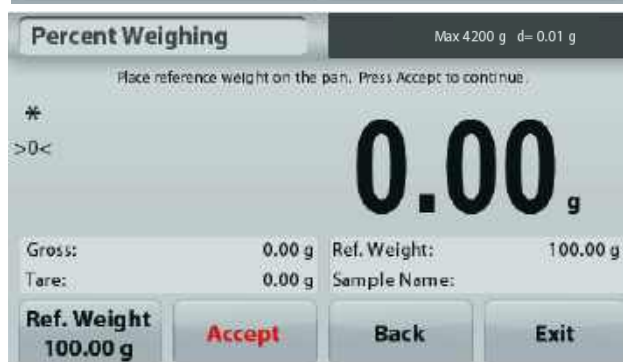 Percent Weighing Max 4200 g d= 0.01 g
Place reference weight on the pan. Press Accept to continue.
*
>0< 0.00 g
Gross: 0.00 g Ref. Weight: 100.00 g
Tare: 0.00 g Sample Name:
Ref. Weight Accept Back Exit
100.00 g